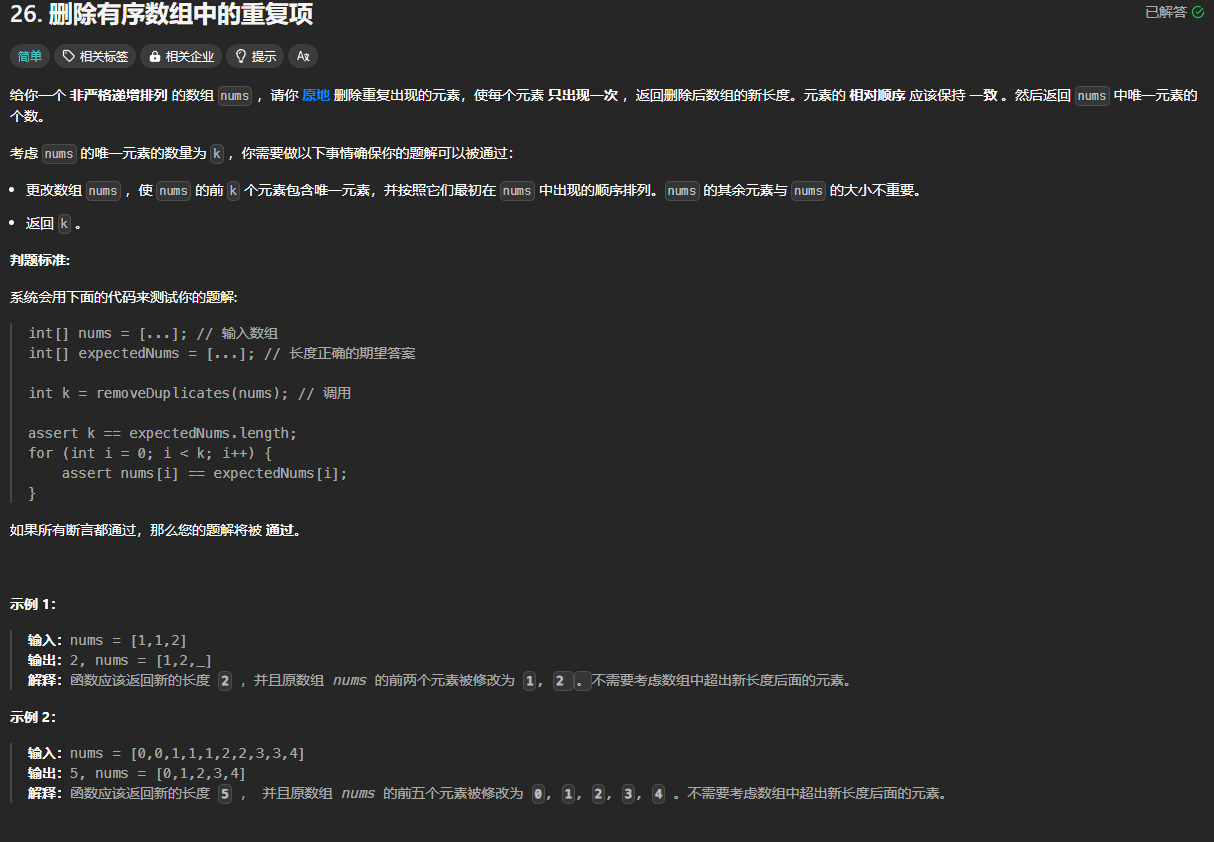 26. 删除有序数组中的重复项
已解答
简单 相关标签 相关企业 提示 Aх
给你一个 非严格递增排列 的数组 nums ，请你 原地 删除重复出现的元素，使每个元素 只出现一次 ，返回删除后数组的新长度。元素的 相对顺序 应该保持 一致 。然后返回 nums 中唯一元素的
个数。
考虑 nums 的唯一元素的数量为 k ，你需要做以下事情确保你的题解可以被通过：
• 更改数组 nums ，使 nums 的前 k 个元素包含唯一元素，并按照它们最初在 nums 中出现的顺序排列。nums 的其余元素与 nums 的大小不重要。
• 返回 k 。
判题标准:
系统会用下面的代码来测试你的题解:
int[] nums = [...]; // 输入数组
int[] expectedNums = [...]; // 长度正确的期望答案
int k = removeDuplicates(nums); // 调用
assert k == expectedNums.length;
for (int i = 0; i < k; i++) {
    assert nums[i] == expectedNums[i];
}
如果所有断言都通过，那么您的题解将被 通过。
示例 1：
输入：nums = [1,1,2]
输出：2, nums = [1,2,_]
解释：函数应该返回新的长度 2 ，并且原数组 nums 的前两个元素被修改为 1, 2 。不需要考虑数组中超出新长度后面的元素。
示例 2：
输入：nums = [0,0,1,1,1,2,2,3,3,4]
输出：5, nums = [0,1,2,3,4]
解释：函数应该返回新的长度 5 ， 并且原数组 nums 的前五个元素被修改为 0, 1, 2, 3, 4 。不需要考虑数组中超出新长度后面的元素。